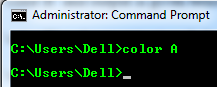 Administrator: Command Prompt
C:\Users\Dell>color A
C:\Users\Dell>_